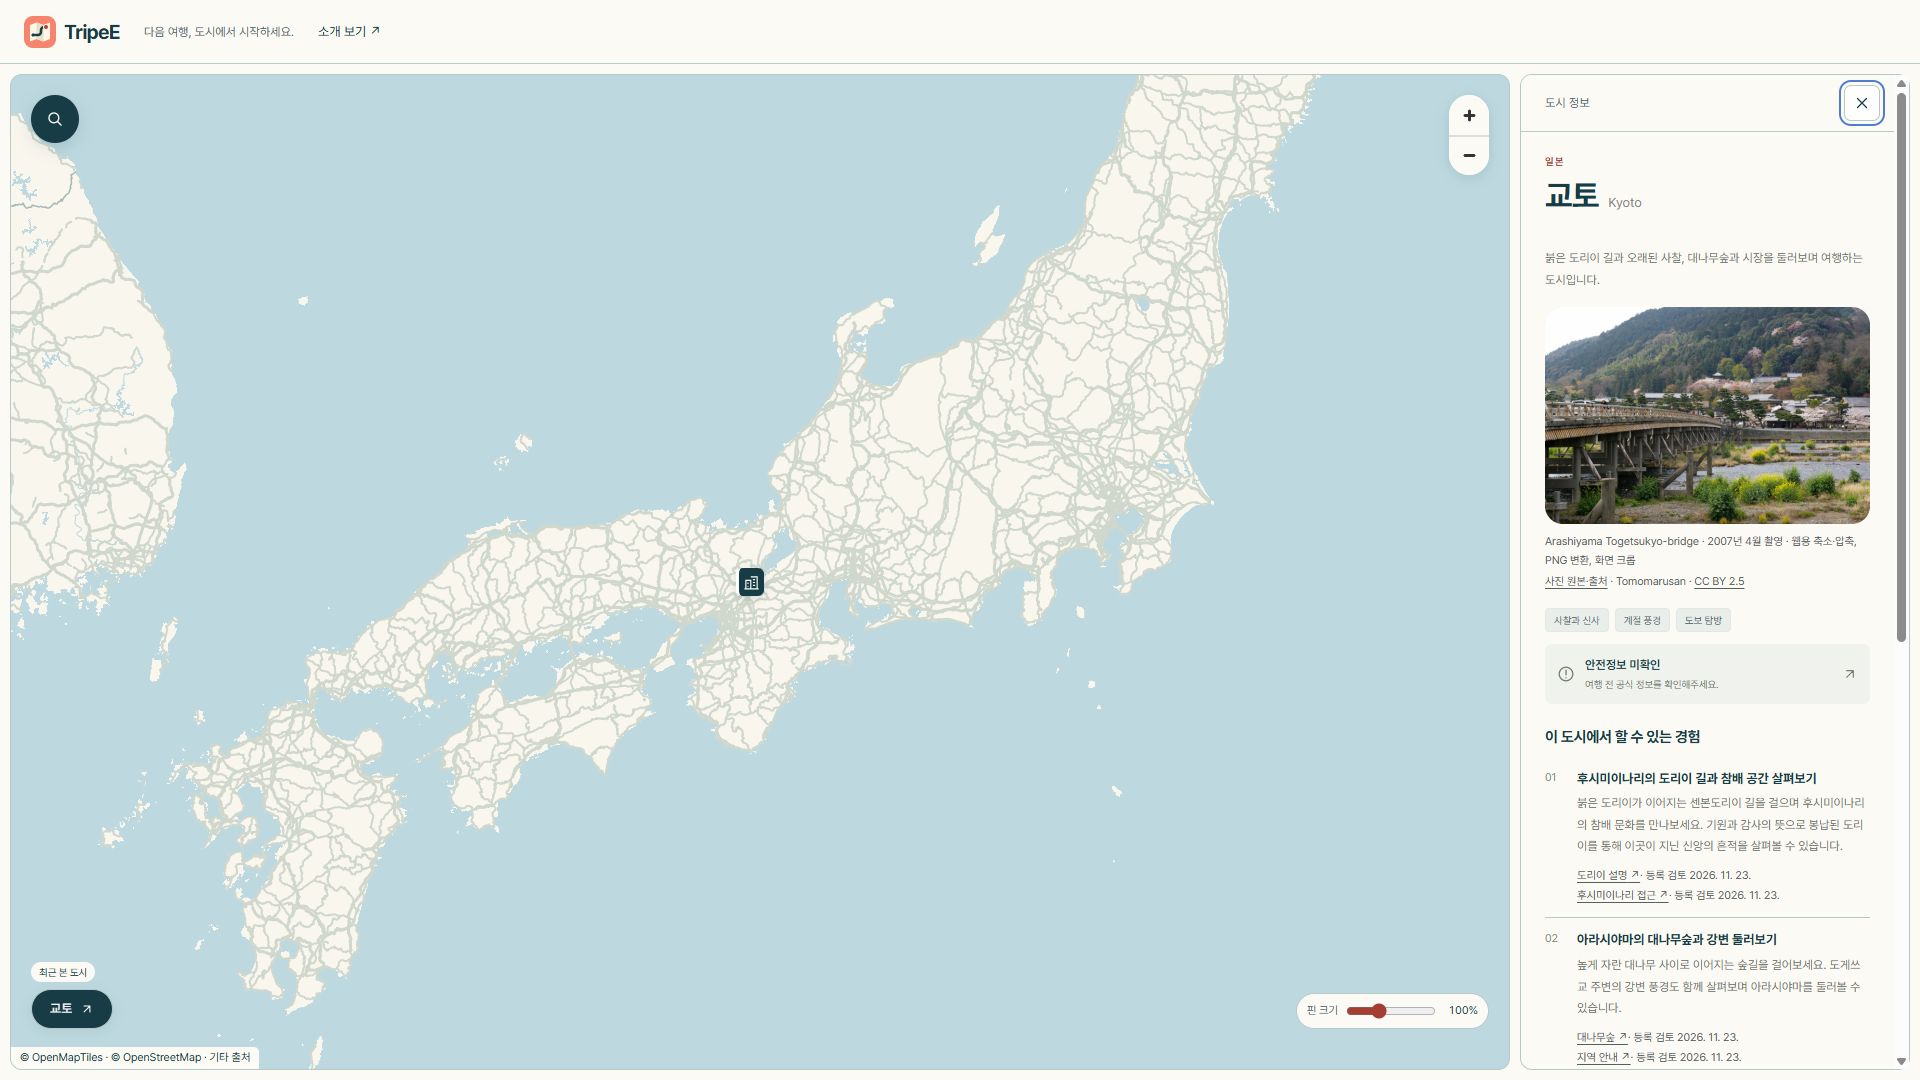 TripeE
다음 여행, 도시에서 시작하세요.
소개 보기 ↗
도시 정보
일본
교토 Kyoto
붉은 도리이 길과 오래된 사찰, 대나무숲과 시장을 둘러보며 여행하는
도시입니다.
Arashiyama Togetsukyo-bridge · 2007년 4월 촬영 · 웹용 축소·압축,
PNG 변환, 화면 크롭
사진 원본·출처 · Tomomarusan · CC BY 2.5
사찰과 신사
계절 풍경
도보 탐방
안전정보 미확인
여행 전 공식 정보를 확인해주세요.
이 도시에서 할 수 있는 경험
01 후시미이나리의 도리이 길과 참배 공간 살펴보기
붉은 도리이가 이어지는 센본도리이 길을 걸으며 후시미이나리
의 참배 문화를 만나보세요. 기원과 감사의 뜻으로 봉납된 도리
이를 통해 이곳이 지닌 신앙의 흔적을 살펴볼 수 있습니다.
도리이 설명 ↗ · 등록 검토 2026. 11. 23.
후시미이나리 접근 ↗ · 등록 검토 2026. 11. 23.
02 아라시야마의 대나무숲과 강변 둘러보기
높게 자란 대나무 사이로 이어지는 숲길을 걸어보세요. 도게쓰
교 주변의 강변 풍경도 함께 살펴보며 아라시야마를 둘러볼 수
있습니다.
대나무숲 ↗ · 등록 검토 2026. 11. 23.
지역 안내 ↗ · 등록 검토 2026. 11. 23.
최근 본 도시
교토 ↗
핀 크기 100%
© OpenMapTiles · © OpenStreetMap · 기타 출처